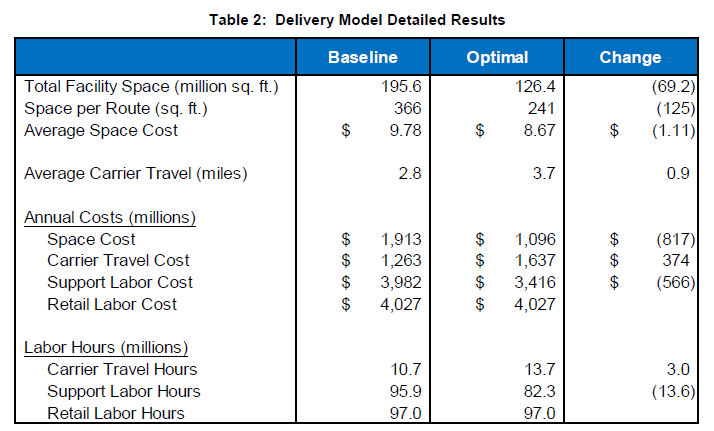 Table 2:  Delivery Model Detailed Results
Baseline Optimal Change
Total Facility Space (million sq. ft.) 195.6 126.4 (69.2)
Space per Route (sq. ft.) 366 241 (125)
Average Space Cost $ 9.78 $ 8.67 $ (1.11)
Average Carrier Travel (miles) 2.8 3.7 0.9
Annual Costs (millions)
Space Cost $ 1,913 $ 1,096 $ (817)
Carrier Travel Cost $ 1,263 $ 1,637 $ 374
Support Labor Cost $ 3,982 $ 3,416 $ (566)
Retail Labor Cost $ 4,027 $ 4,027
Labor Hours (millions)
Carrier Travel Hours 10.7 13.7 3.0
Support Labor Hours 95.9 82.3 (13.6)
Retail Labor Hours 97.0 97.0